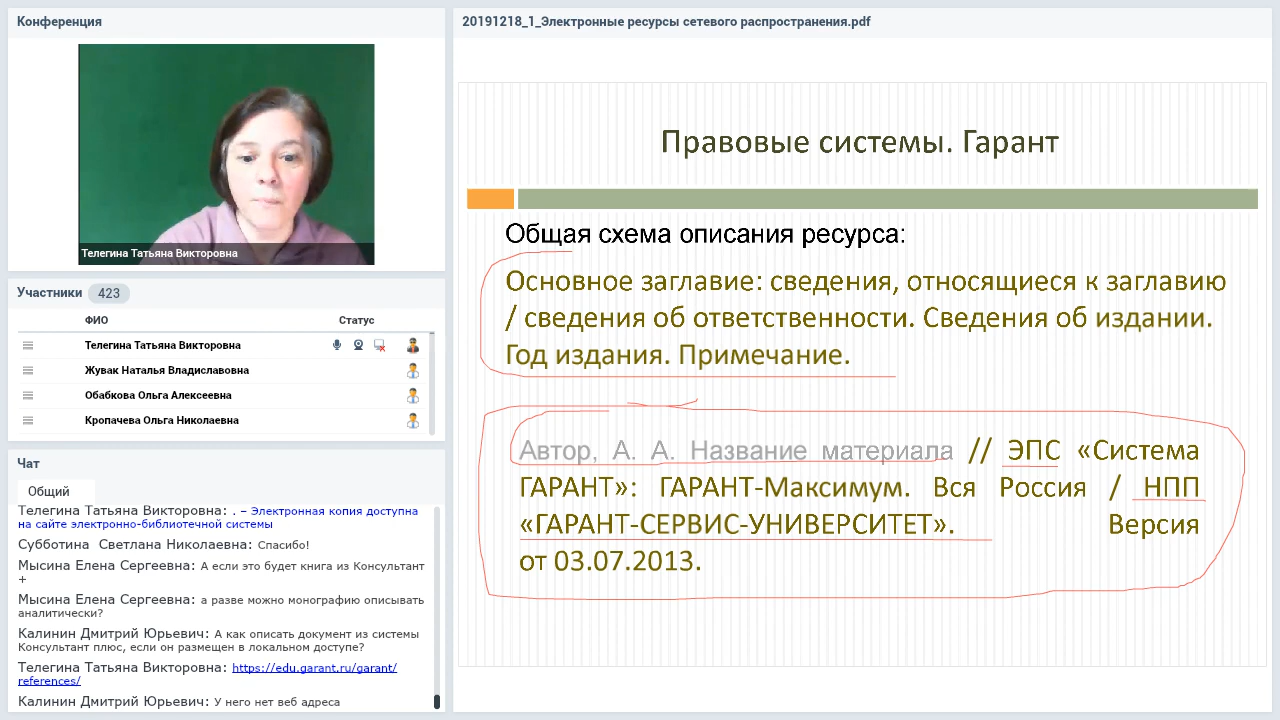 Конференция
Телегина Татьяна Викторовна
Участники 423
ФИО Статус
Телегина Татьяна Викторовна
Жувак Наталья Владиславовна
Обабкова Ольга Алексеевна
Кропачева Ольга Николаевна
Чат
Общий
Телегина Татьяна Викторовна: . – Электронная копия доступна
на сайте электронно-библиотечной системы
Субботина Светлана Николаевна: Спасибо!
Мысина Елена Сергеевна: А если это будет книга из Консультант
+
Мысина Елена Сергеевна: а разве можно монографию описывать
аналитически?
Калинин Дмитрий Юрьевич: А как описать документ из системы
Консультант плюс, если он размещен в локальном доступе?
Телегина Татьяна Викторовна: https://edu.garant.ru/garant/
references/
Калинин Дмитрий Юрьевич: У него нет веб адреса
20191218_1_Электронные ресурсы сетевого распространения.pdf
Правовые системы. Гарант
Общая схема описания ресурса:
Основное заглавие: сведения, относящиеся к заглавию
/ сведения об ответственности. Сведения об издании.
Год издания. Примечание.
Автор, А. А. Название материала // ЭПС «Система
ГАРАНТ»: ГАРАНТ-Максимум. Вся Россия / НПП
«ГАРАНТ-СЕРВИС-УНИВЕРСИТЕТ». Версия
от 03.07.2013.